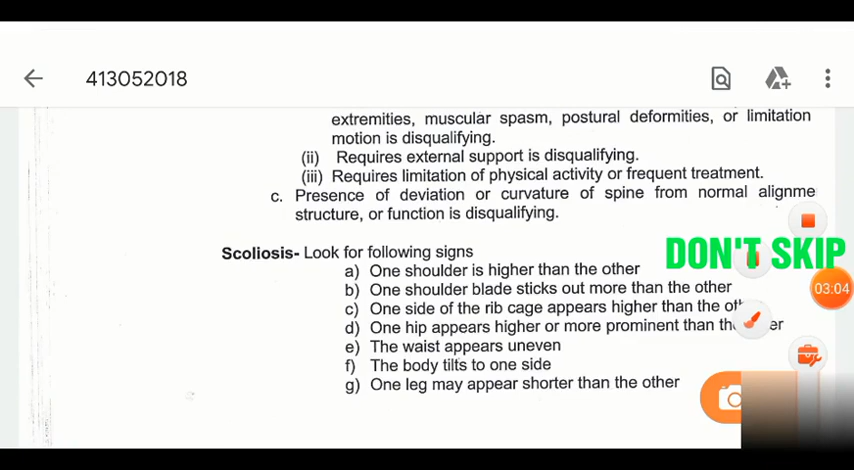 413052018
extremities, muscular spasm, postural deformities, or limitation
motion is disqualifying.
(ii) Requires external support is disqualifying.
(iii) Requires limitation of physical activity or frequent treatment.
c. Presence of deviation or curvature of spine from normal alignme
structure, or function is disqualifying.
Scoliosis- Look for following signs
DON'T SKIP
a) One shoulder is higher than the other
b) One shoulder blade sticks out more than the other
03:04
c) One side of the rib cage appears higher than the oth
d) One hip appears higher or more prominent than th er
e) The waist appears uneven
f) The body tilts to one side
g) One leg may appear shorter than the other